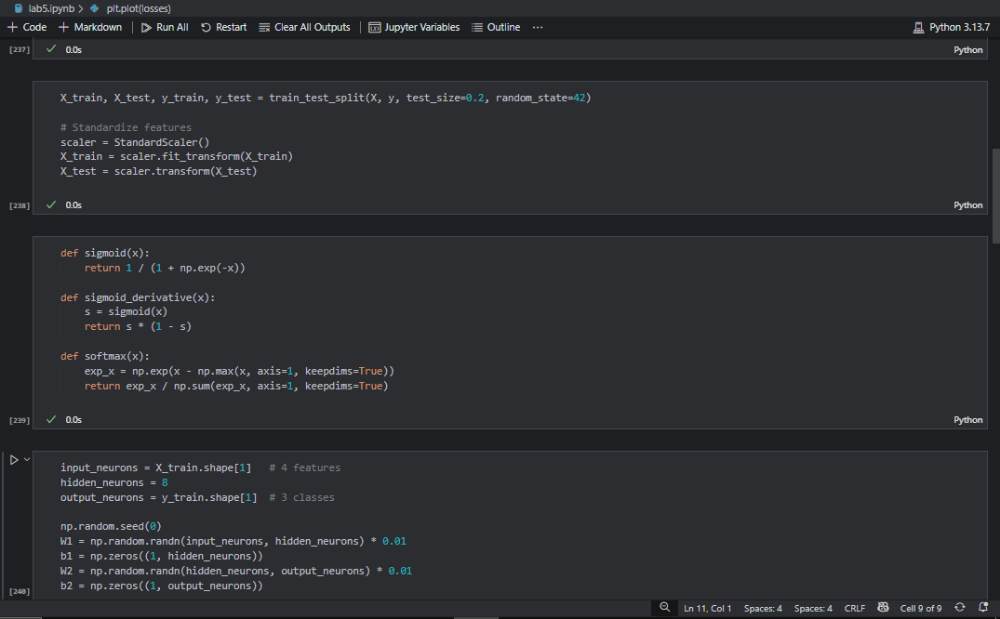 lab5.ipynb > plt.plot(losses)
+ Code + Markdown | Run All Restart Clear All Outputs | Jupyter Variables Outline ... Python 3.13.7
[237] ✓ 0.0s Python
X_train, X_test, y_train, y_test = train_test_split(X, y, test_size=0.2, random_state=42)
# Standardize features
scaler = StandardScaler()
X_train = scaler.fit_transform(X_train)
X_test = scaler.transform(X_test)
[238] ✓ 0.0s Python
def sigmoid(x):
    return 1 / (1 + np.exp(-x))
def sigmoid_derivative(x):
    s = sigmoid(x)
    return s * (1 - s)
def softmax(x):
    exp_x = np.exp(x - np.max(x, axis=1, keepdims=True))
    return exp_x / np.sum(exp_x, axis=1, keepdims=True)
[239] ✓ 0.0s Python
input_neurons = X_train.shape[1]   # 4 features
hidden_neurons = 8
output_neurons = y_train.shape[1]  # 3 classes
np.random.seed(0)
W1 = np.random.randn(input_neurons, hidden_neurons) * 0.01
b1 = np.zeros((1, hidden_neurons))
W2 = np.random.randn(hidden_neurons, output_neurons) * 0.01
b2 = np.zeros((1, output_neurons))
[240]
Ln 11, Col 1 Spaces: 4 Spaces: 4 CRLF Cell 9 of 9